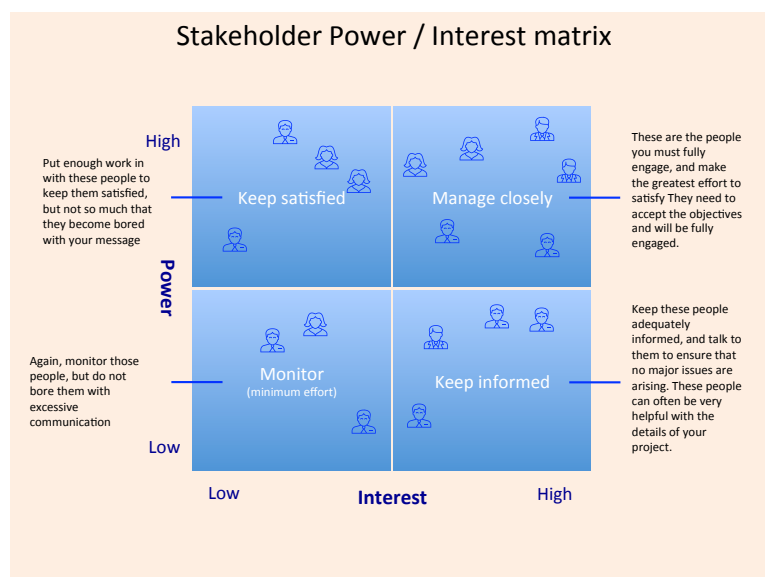 Stakeholder Power / Interest matrix
High
Put enough work in
with these people to
keep them satisfied,
but not so much that
they become bored
with your message
Keep satisfied
Manage closely
These are the people
you must fully
engage, and make
the greatest effort to
satisfy They need to
accept the objectives
and will be fully
engaged.
Power
Again, monitor those
people, but do not
bore them with
excessive
communication
Monitor
(minimum effort)
Keep informed
Keep these people
adequately
informed, and talk to
them to ensure that
no major issues are
arising. These people
can often be very
helpful with the
details of your
project.
Low
Low
Interest
High